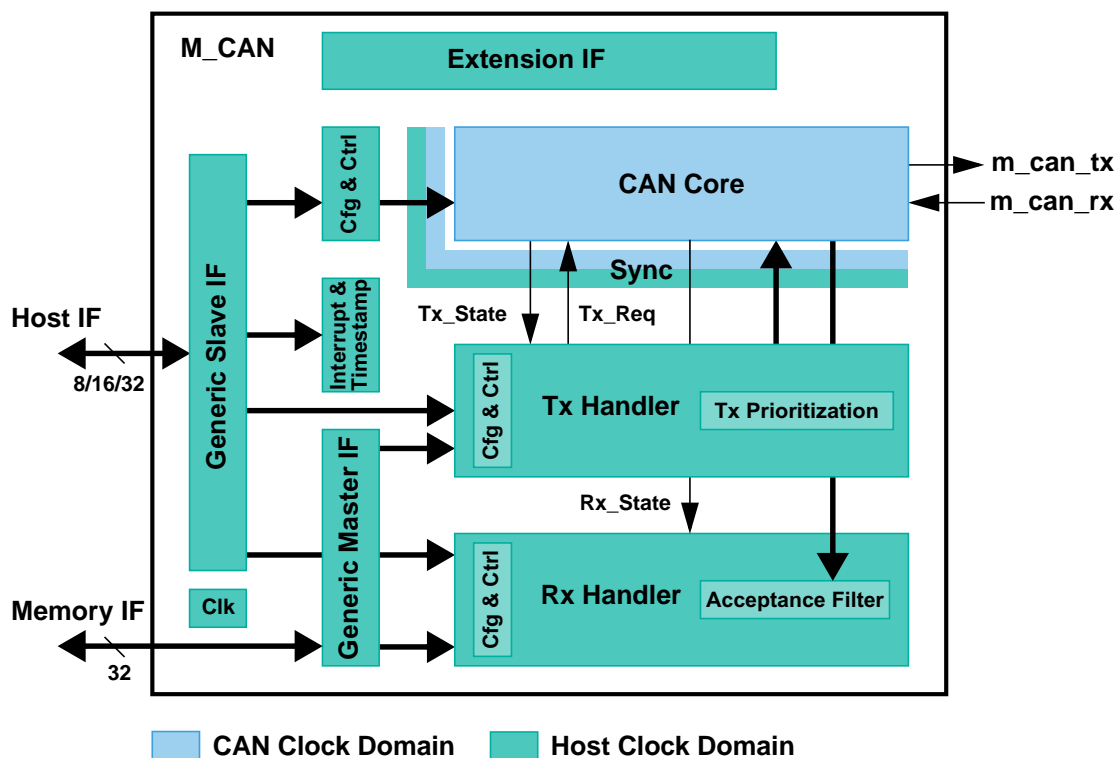 M_CAN
Extension IF
Cfg & Ctrl
CAN Core
m_can_tx
m_can_rx
Sync
Generic Slave IF
Interrupt &
Timestamp
Tx_State
Tx_Req
Host IF
8/16/32
Cfg & Ctrl
Tx Handler
Tx Prioritization
Generic Master IF
Rx_State
Cfg & Ctrl
Rx Handler
Acceptance Filter
Clk
Memory IF
32
CAN Clock Domain
Host Clock Domain